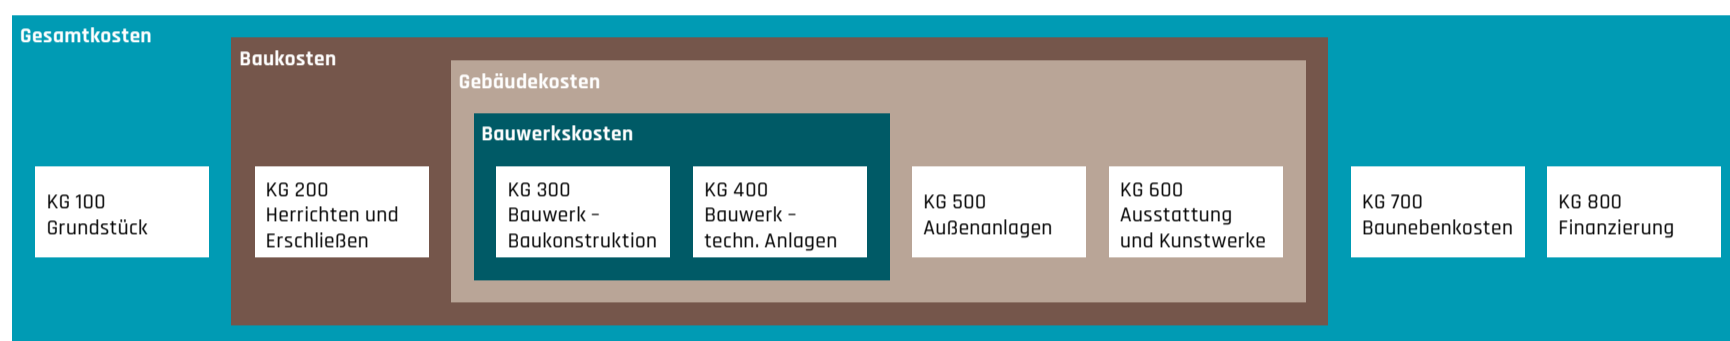 Gesamtkosten
Baukosten
Gebäudekosten
Bauwerkskosten
KG 100
Grundstück
KG 200
Herrichten und
Erschließen
KG 300
Bauwerk –
Baukonstruktion
KG 400
Bauwerk –
techn. Anlagen
KG 500
Außenanlagen
KG 600
Ausstattung
und Kunstwerke
KG 700
Baunebenkosten
KG 800
Finanzierung